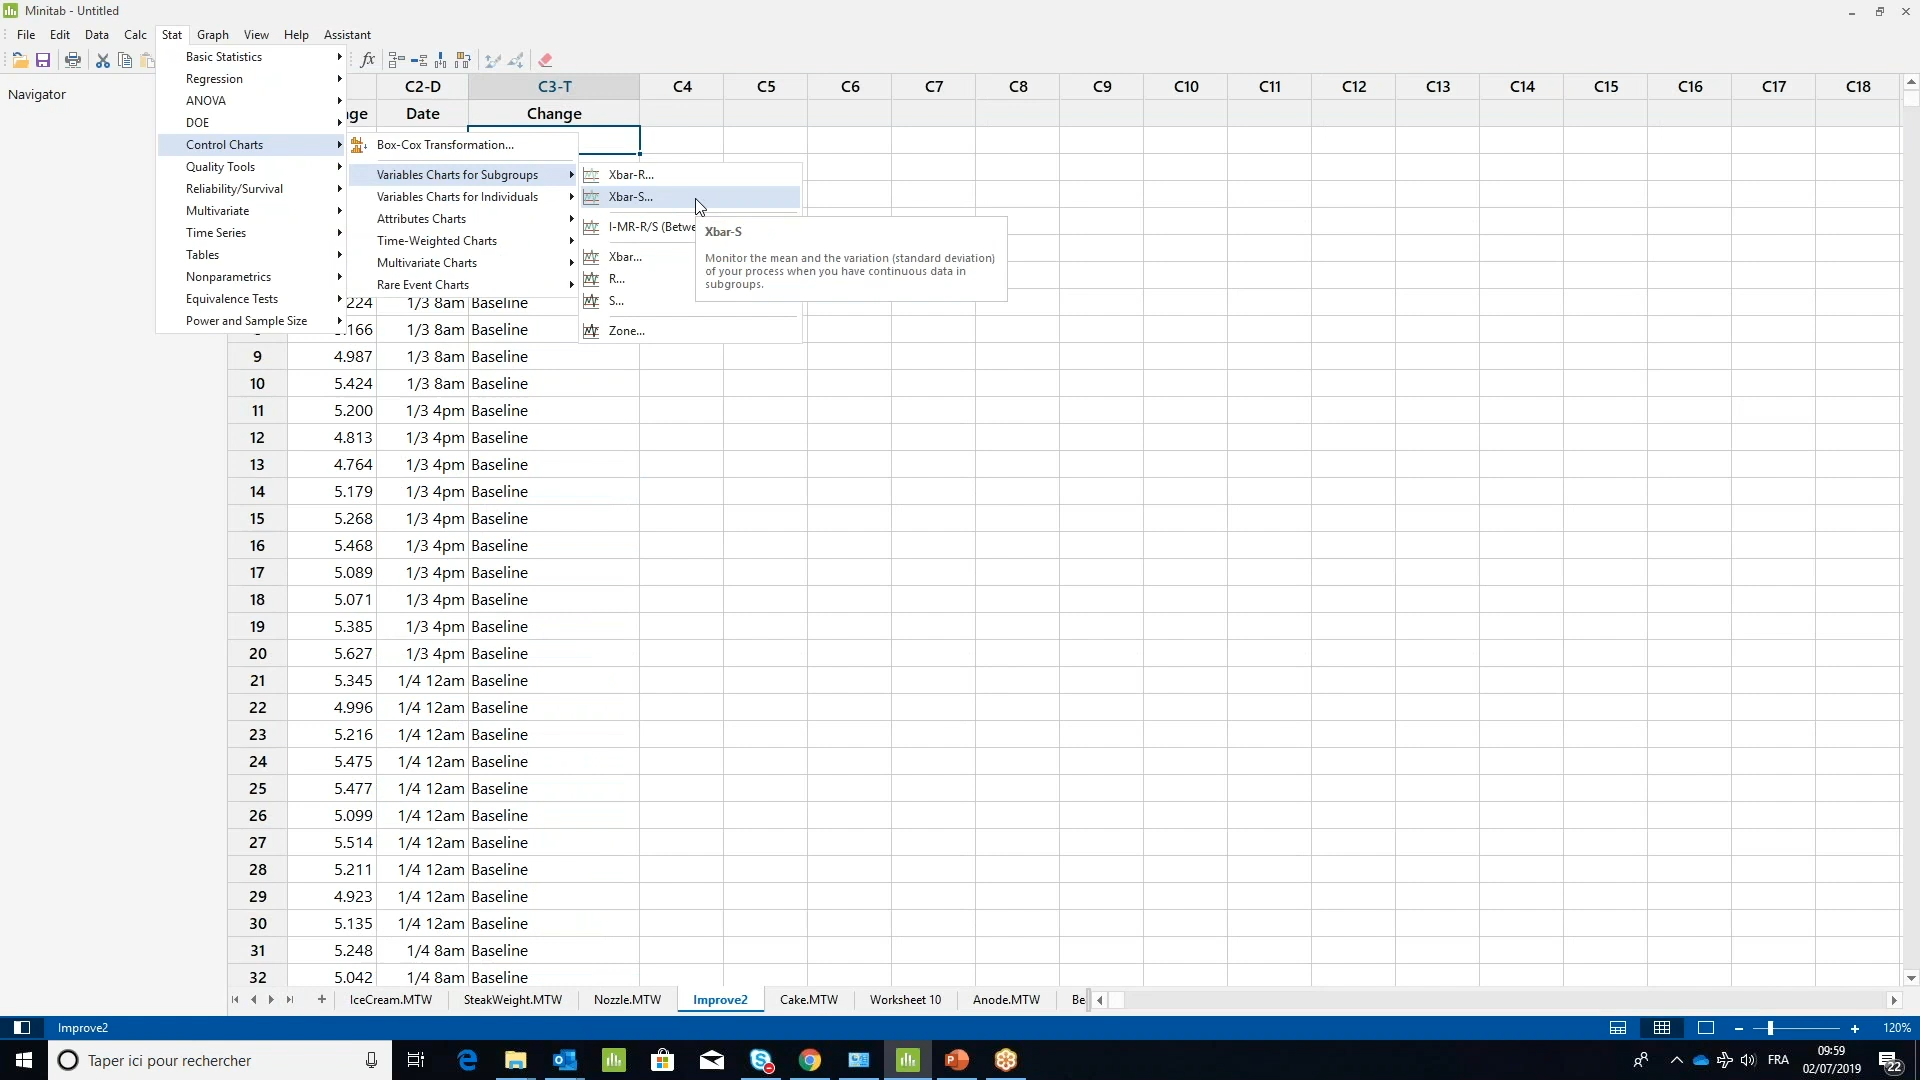 Minitab - Untitled
File Edit Data Calc Stat Graph View Help Assistant
Navigator
Basic Statistics
Regression
ANOVA
DOE
Control Charts
Quality Tools
Reliability/Survival
Multivariate
Time Series
Tables
Nonparametrics
Equivalence Tests
Power and Sample Size
Box-Cox Transformation...
Variables Charts for Subgroups
Variables Charts for Individuals
Attributes Charts
Time-Weighted Charts
Multivariate Charts
Rare Event Charts
Xbar-R...
Xbar-S...
I-MR-R/S (Betwe
Xbar...
R...
S...
Zone...
Xbar-S
Monitor the mean and the variation (standard deviation)
of your process when you have continuous data in
subgroups.
C2-D C3-T C4 C5 C6 C7 C8 C9 C10 C11 C12 C13 C14 C15 C16 C17 C18
ge Date Change
224 1/3 8am Baseline
.166 1/3 8am Baseline
9 4.987 1/3 8am Baseline
10 5.424 1/3 8am Baseline
11 5.200 1/3 4pm Baseline
12 4.813 1/3 4pm Baseline
13 4.764 1/3 4pm Baseline
14 5.179 1/3 4pm Baseline
15 5.268 1/3 4pm Baseline
16 5.468 1/3 4pm Baseline
17 5.089 1/3 4pm Baseline
18 5.071 1/3 4pm Baseline
19 5.385 1/3 4pm Baseline
20 5.627 1/3 4pm Baseline
21 5.345 1/4 12am Baseline
22 4.996 1/4 12am Baseline
23 5.216 1/4 12am Baseline
24 5.475 1/4 12am Baseline
25 5.477 1/4 12am Baseline
26 5.099 1/4 12am Baseline
27 5.514 1/4 12am Baseline
28 5.211 1/4 12am Baseline
29 4.923 1/4 12am Baseline
30 5.135 1/4 12am Baseline
31 5.248 1/4 8am Baseline
32 5.042 1/4 8am Baseline
IceCream.MTW SteakWeight.MTW Nozzle.MTW Improve2 Cake.MTW Worksheet 10 Anode.MTW Be
Improve2
120%
Taper ici pour rechercher
FRA
09:59
02/07/2019
22